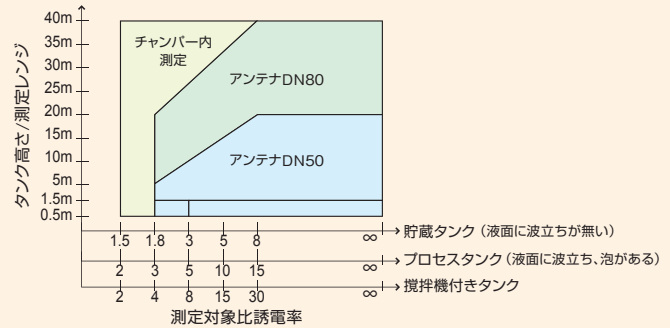 タンク高さ/測定レンジ
40m
35m
30m
25m
20m
15m
10m
5m
1.5m
0.5m
チャンバー内
測定
アンテナDN80
アンテナDN50
1.5 1.8 3 5 8 ∞ 貯蔵タンク（液面に波立ちが無い）
2 3 5 10 15 ∞ プロセスタンク（液面に波立ち、泡がある）
2 4 8 15 30 ∞ 撹拌機付きタンク
測定対象比誘電率